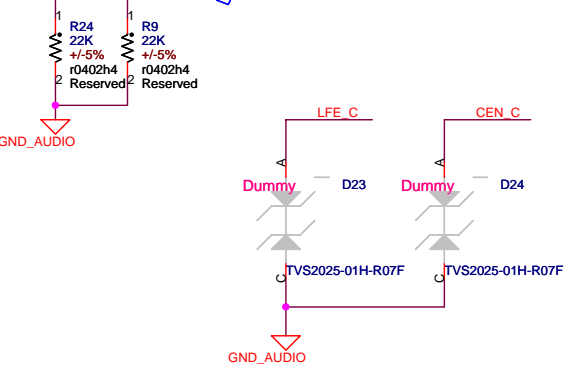 1
1
R24
R9
22K
22K
+/-5%
+/-5%
r0402h4
r0402h4
2
2
Reserved
Reserved
GND_AUDIO
LFE_C
CEN_C
A
A
Dummy
D23
Dummy
D24
C
TVS2025-01H-R07F
C
TVS2025-01H-R07F
GND_AUDIO